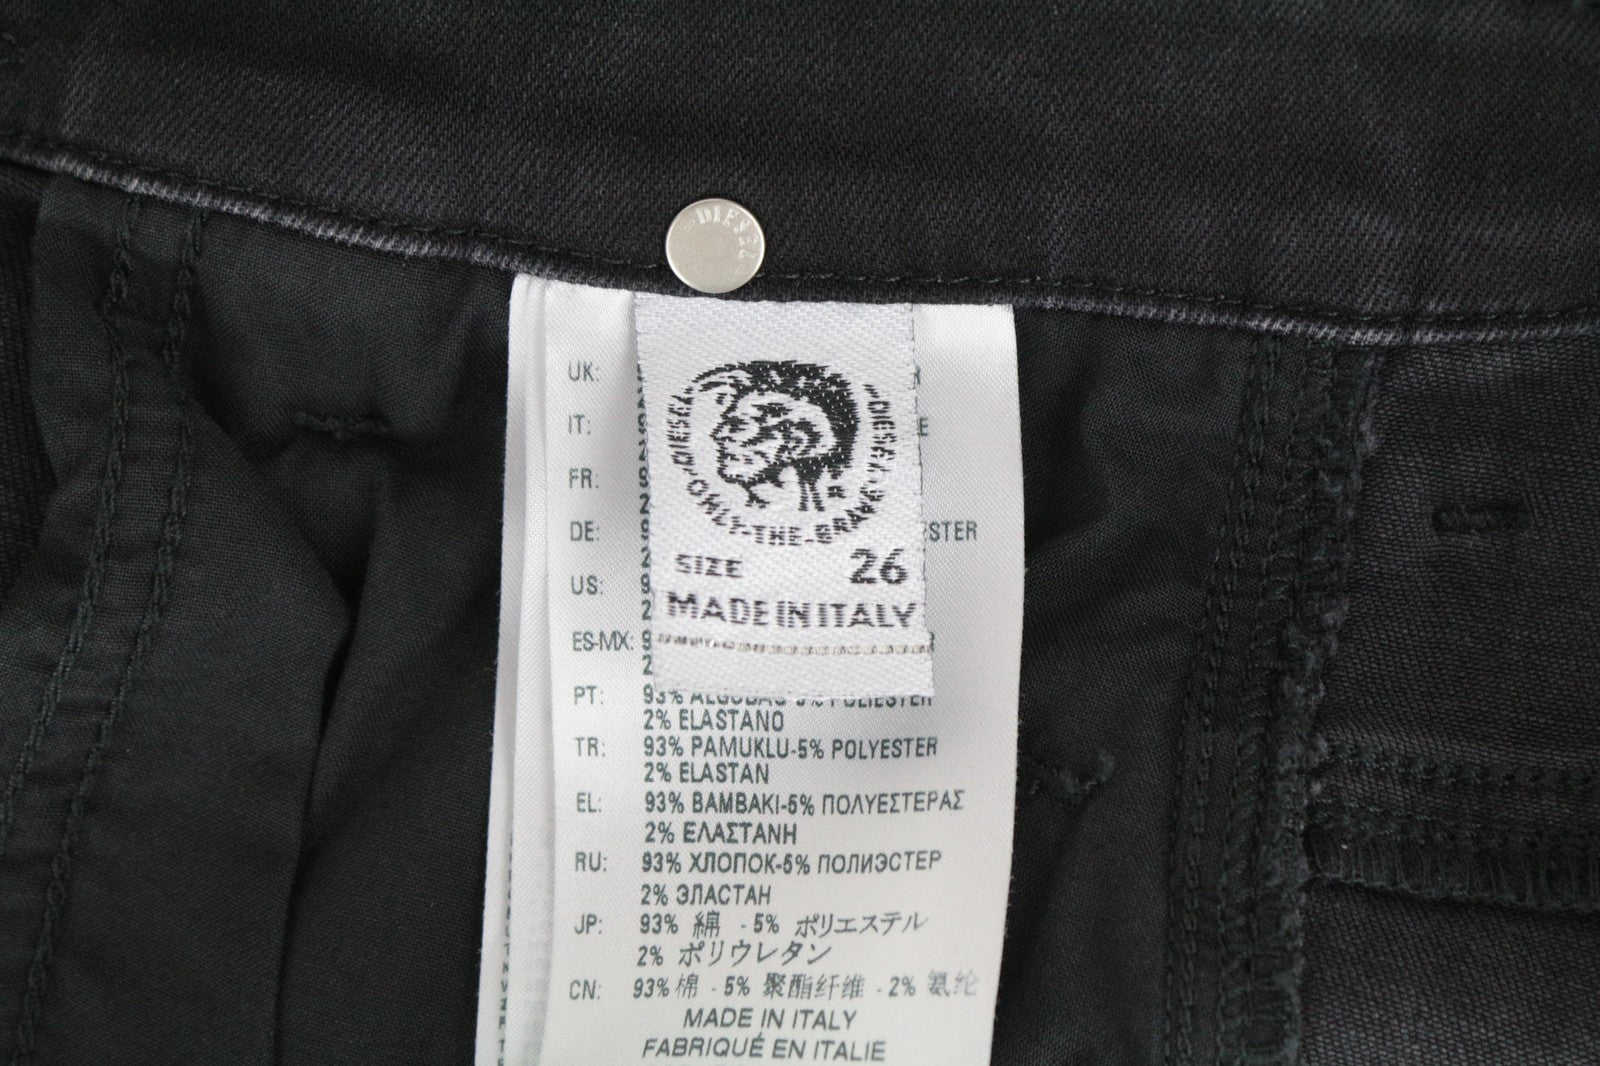 DIESEL
"DIESEL" "DIESEL"
"ONLY-THE-BRAVE"
R
SIZE 26
MADE IN ITALY
UK:
IT:
FR:
DE:
US:
ES-MX:
PT: 93% ALGODÃO-5% POLIESTER
2% ELASTANO
TR: 93% PAMUKLU-5% POLYESTER
2% ELASTAN
EL: 93% BAMBAKI-5% ΠΟΛΥΕΣΤΕΡΑΣ
2% ΕΛΑΣΤΑΝΗ
RU: 93% ХЛОПОК-5% ПОЛИЭСТЕР
2% ЭЛАСТАН
JP: 93% 綿 - 5% ポリエステル
2% ポリウレタン
CN: 93% 棉 - 5% 聚酯纤维 - 2% 氨纶
MADE IN ITALY
FABRIQUÉ EN ITALIE